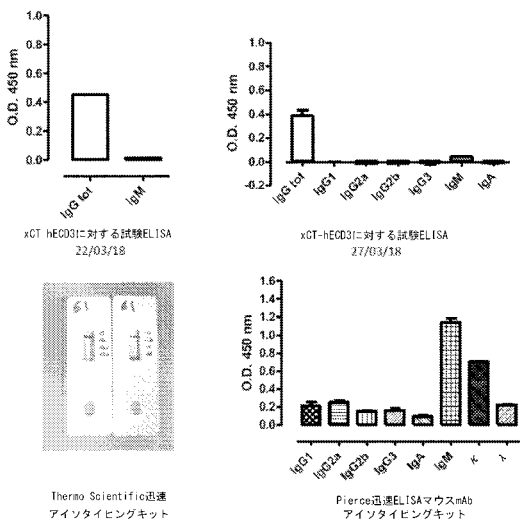 O.D. 450 nm
1.0
0.8
0.6
0.4
0.2
0.0
IgG tot
IgM
xCT hECD3に対する試験ELISA
22/03/18
O.D. 450 nm
1.0
0.8
0.6
0.4
0.2
0.0
-0.2
IgG tot
IgG1
IgG2a
IgG2b
IgG3
IgM
IgA
xCT-hECD3に対する試験ELISA
27/03/18
Thermo Scientific迅速
アイソタイピングキット
O.D. 450 nm
1.6
1.4
1.2
1.0
0.8
0.6
0.4
0.2
0.0
IgG1
IgG2a
IgG2b
IgG3
IgA
IgM
κ
λ
Pierce迅速ELISAマウスmAb
アイソタイピングキット